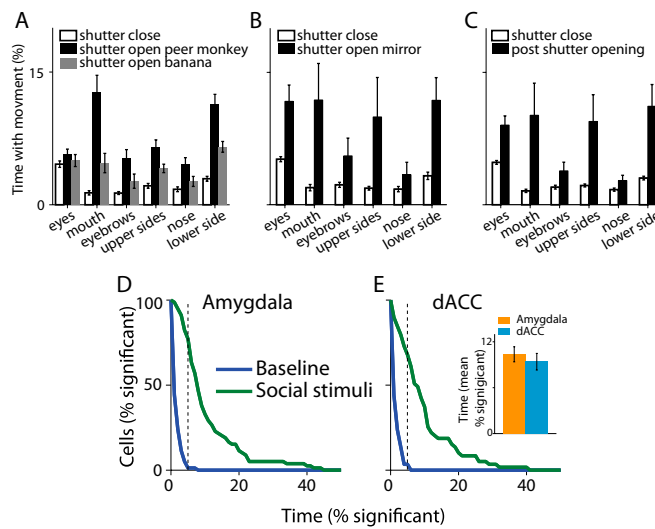 A
shutter close
shutter open peer monkey
shutter open banana
Time with movment (%)
15
0
eyes
mouth
eyebrows
upper sides
nose
lower side
B
shutter close
shutter open mirror
eyes
mouth
eyebrows
upper sides
nose
lower side
C
shutter close
post shutter opening
eyes
mouth
eyebrows
upper sides
nose
lower side
D
Amygdala
Cells (% significant)
100
50
0
Baseline
Social stimuli
0
20
40
E
dACC
Amygdala
dACC
Time (mean
% signigicant)
12
0
0
20
40
Time (% significant)